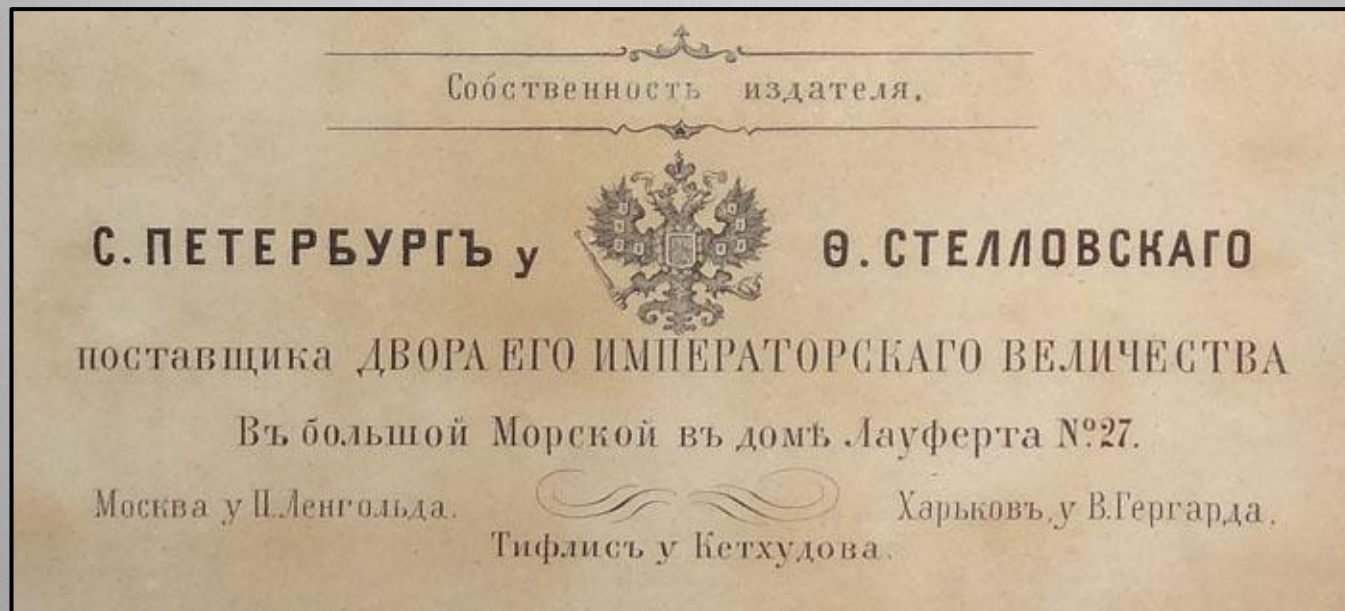 Собственность издателя.
С. ПЕТЕРБУРГЪ у Ѳ. СТЕЛЛОВСКАГО
поставщика ДВОРА ЕГО ИМПЕРАТОРСКАГО ВЕЛИЧЕСТВА
Въ большой Морской въ домѣ Лауферта №27.
Москва у П. Ленгольда. Харьковъ, у В. Гергарда.
Тифлисъ у Кетхудова.